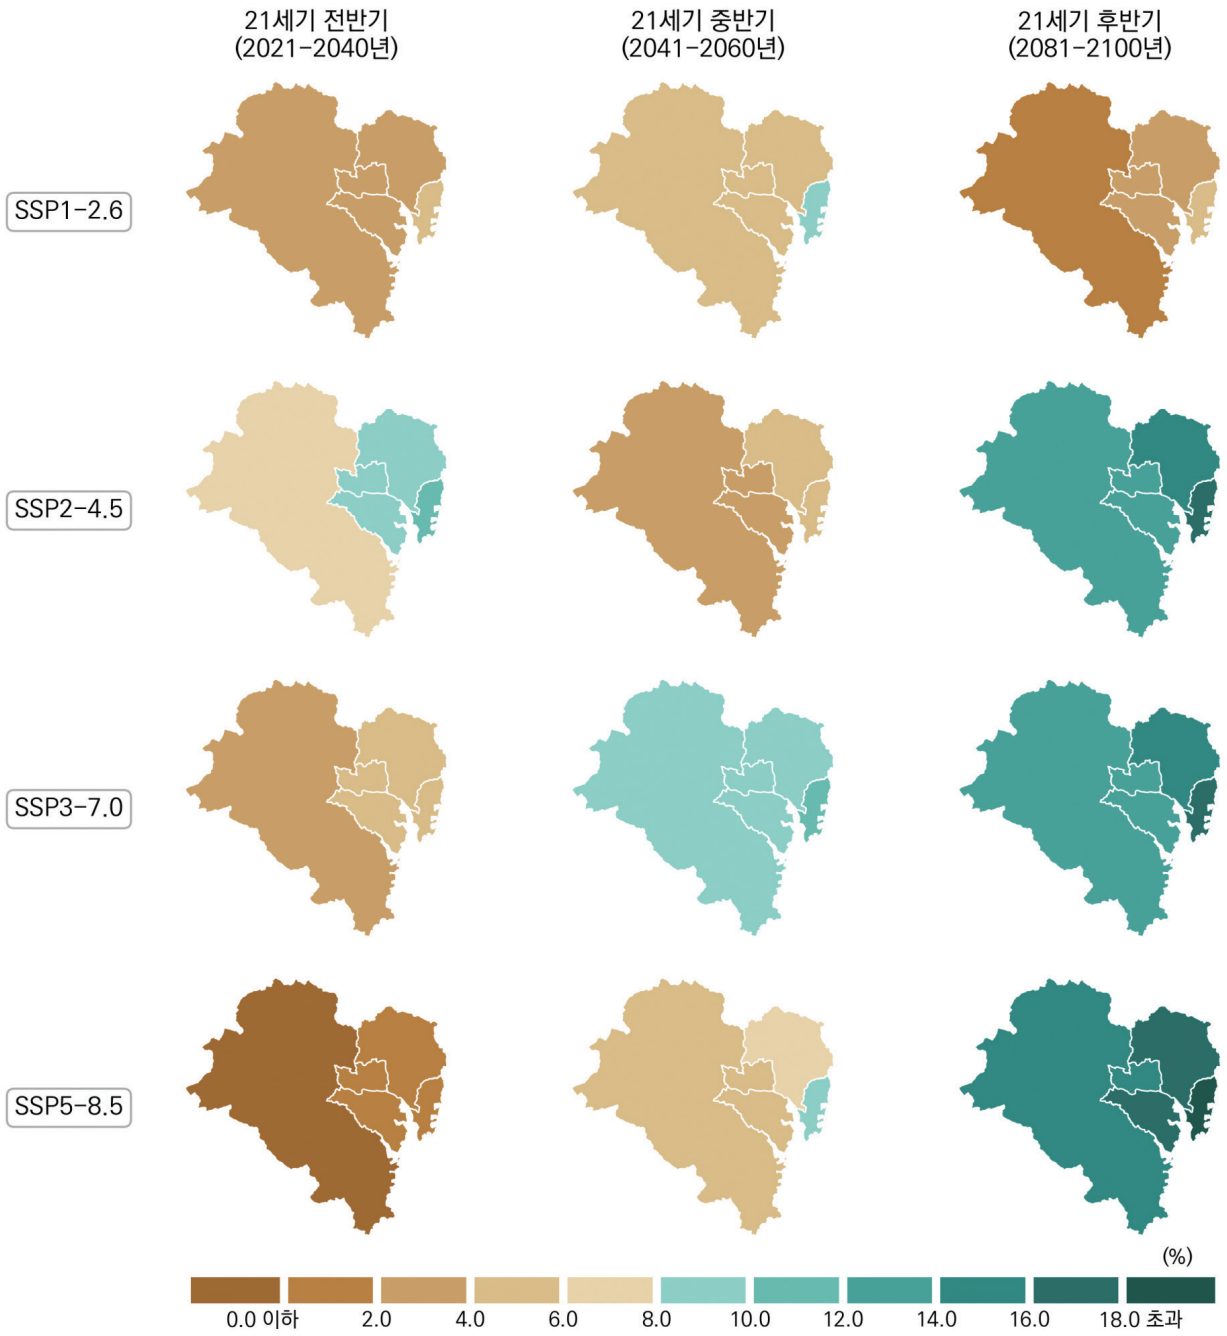 21세기 전반기
(2021-2040년)
21세기 중반기
(2041-2060년)
21세기 후반기
(2081-2100년)
SSP1-2.6
SSP2-4.5
SSP3-7.0
SSP5-8.5
(%)
0.0 이하 2.0 4.0 6.0 8.0 10.0 12.0 14.0 16.0 18.0 초과